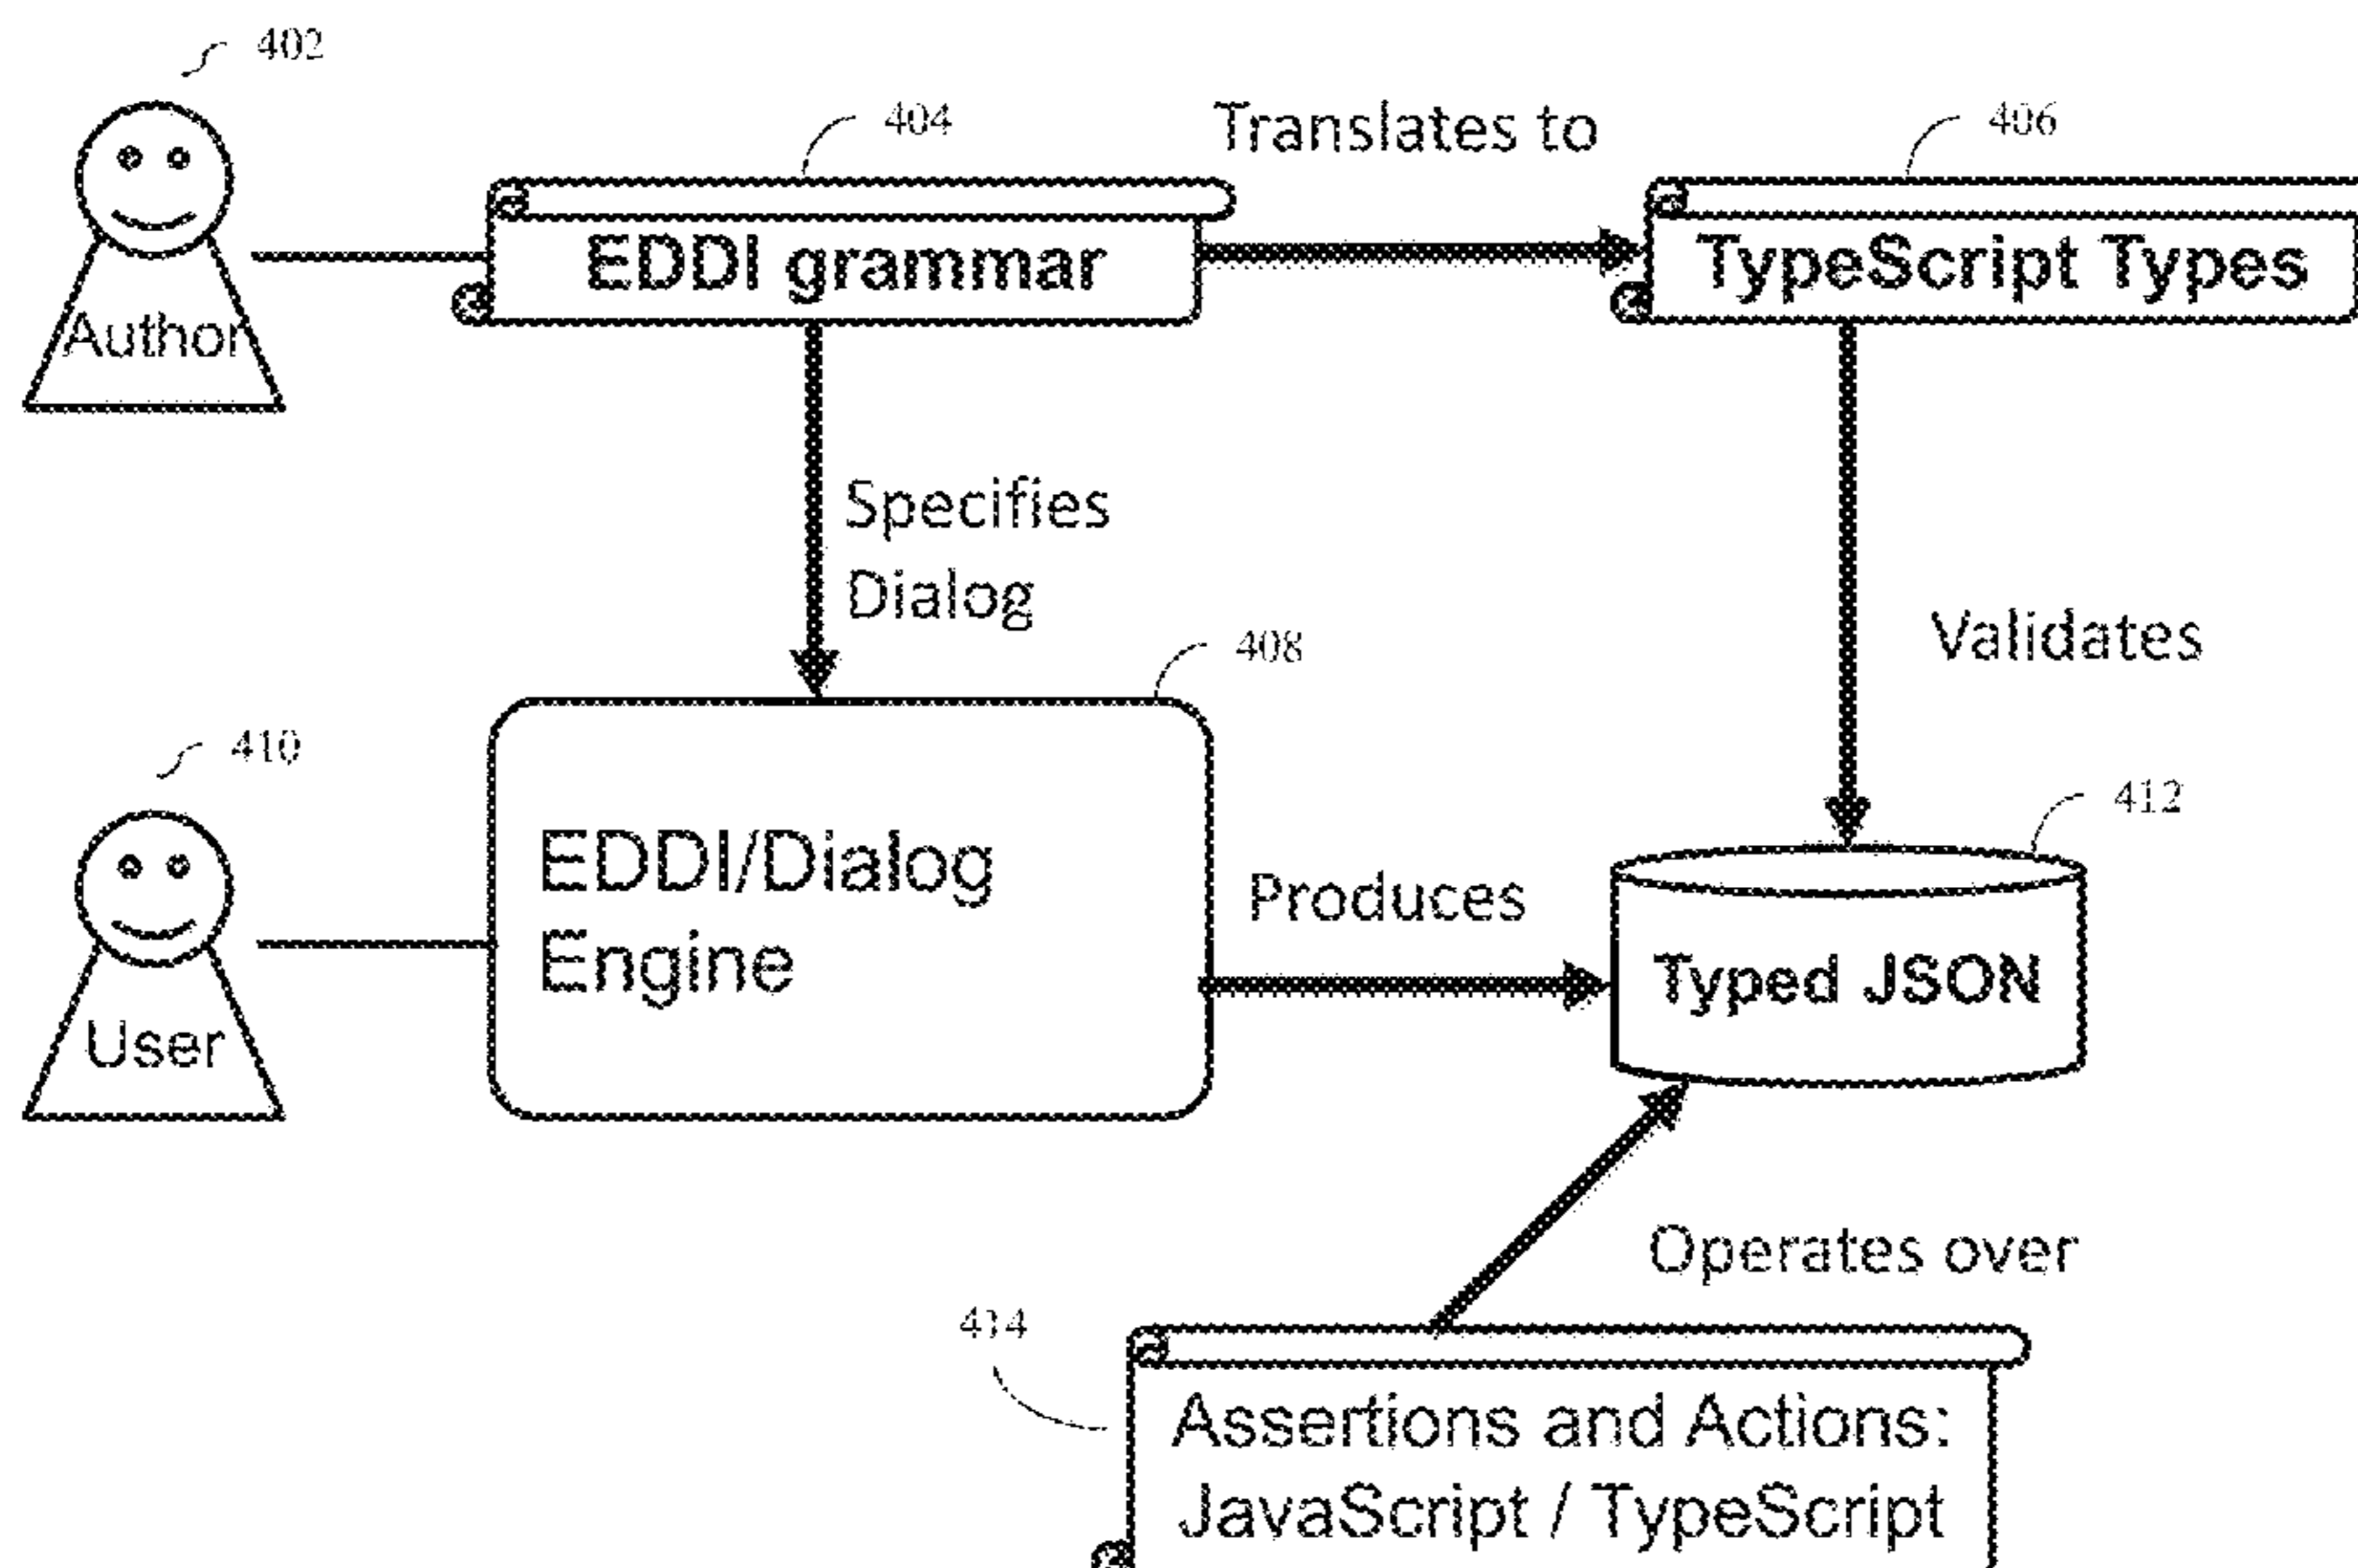 402
404
Translates to
406
EDDI grammar
TypeScript Types
Author
Specifies
Dialog
408
Validates
410
412
EDDI/Dialog
Engine
Produces
Typed JSON
User
Operates over
414
Assertions and Actions:
JavaScript / TypeScript